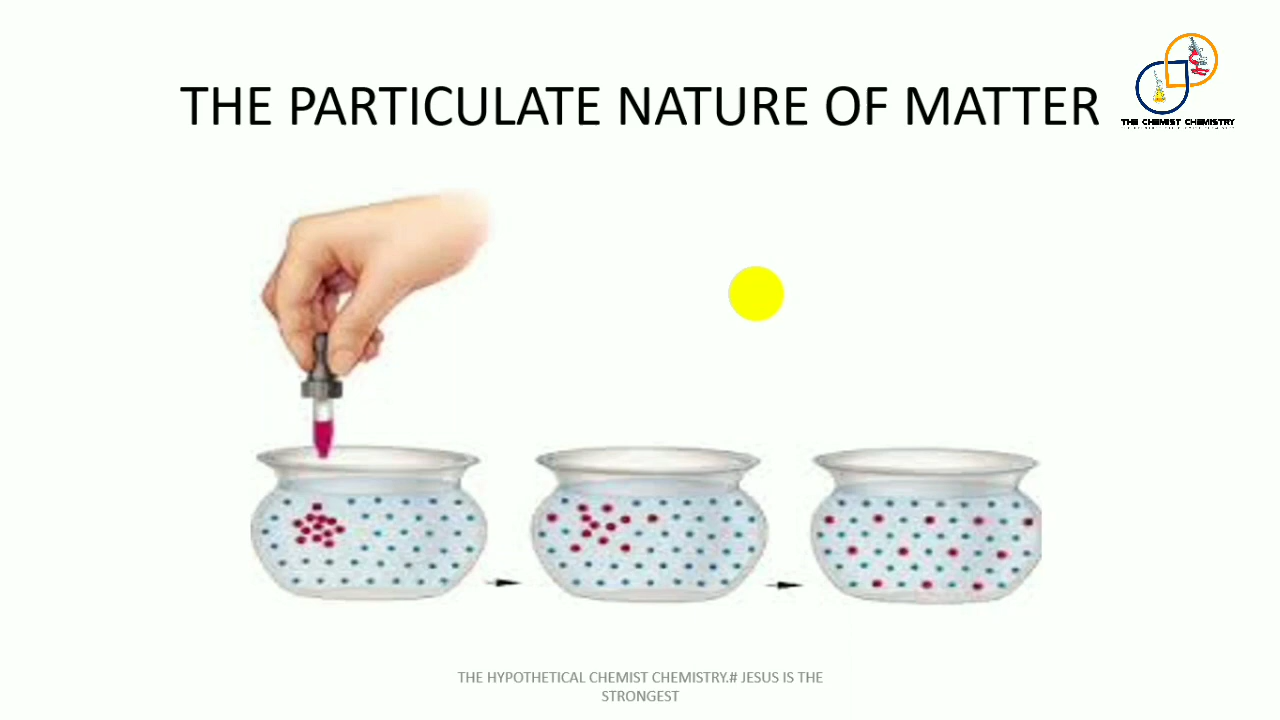 THE PARTICULATE NATURE OF MATTER
THE CHEMIST CHEMISTRY
THE HYPOTHETICAL CHEMIST CHEMISTRY.# JESUS IS THE
STRONGEST